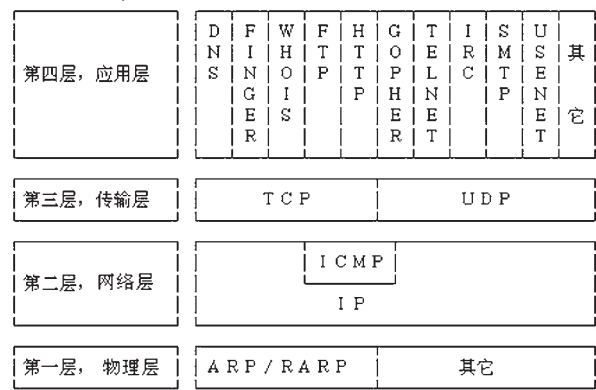 第四层，应用层
DNS
FINGER
WHOIS
FTP
HTTP
GOPHER
TELNET
IRC
SMTP
USENET
其它
第三层，传输层
TCP
UDP
第二层，网络层
ICMP
IP
第一层，物理层
ARP/RARP
其它